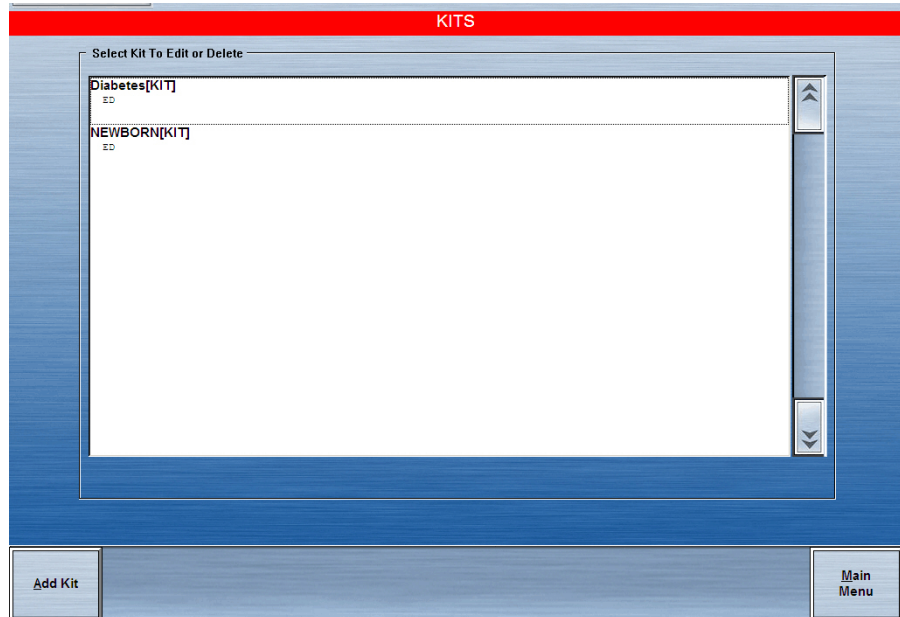 KITS
Select Kit To Edit or Delete
Diabetes[KIT]
ED
NEWBORN[KIT]
ED
Add Kit
Main
Menu